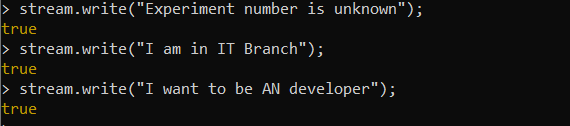 > stream.write("Experiment number is unknown");
true
> stream.write("I am in IT Branch");
true
> stream.write("I want to be AN developer");
true